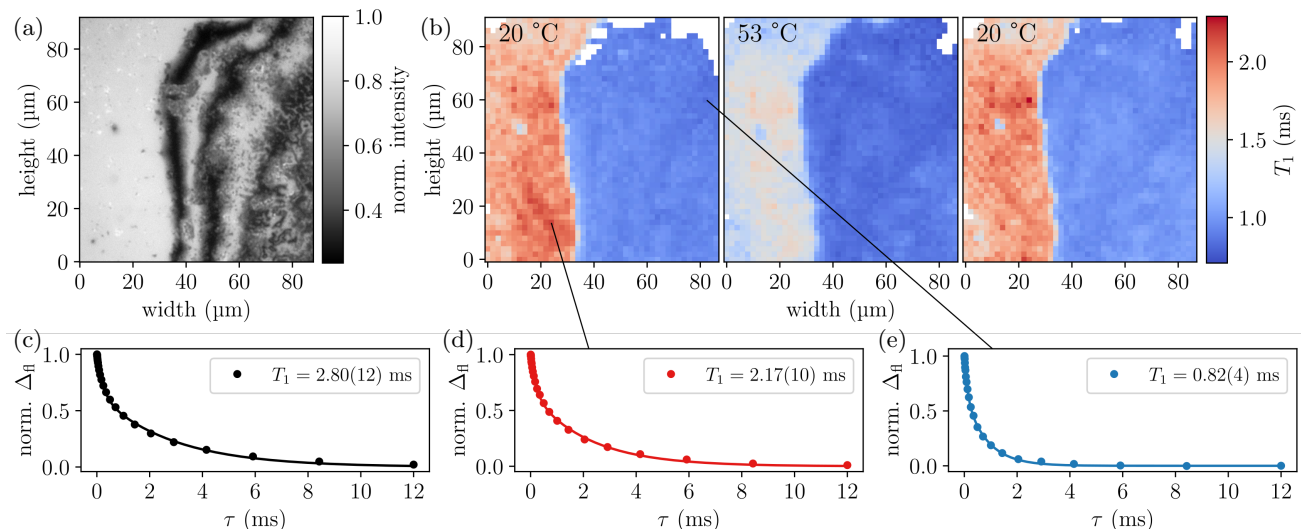 (a)
height (µm)
80
60
40
20
0
0 20 40 60 80
width (µm)
1.0
0.8
0.6
0.4
norm. intensity
(b)
height (µm)
80
60
40
20
0
20 °C
0 20 40 60 80
width (µm)
53 °C
0 20 40 60 80
width (µm)
20 °C
0 20 40 60 80
width (µm)
2.0
1.5
1.0
T₁ (ms)
(c)
norm. Δfl
1.0
0.5
0.0
T₁ = 2.80(12) ms
0 2 4 6 8 10 12
τ (ms)
(d)
norm. Δfl
1.0
0.5
0.0
T₁ = 2.17(10) ms
0 2 4 6 8 10 12
τ (ms)
(e)
norm. Δfl
1.0
0.5
0.0
T₁ = 0.82(4) ms
0 2 4 6 8 10 12
τ (ms)